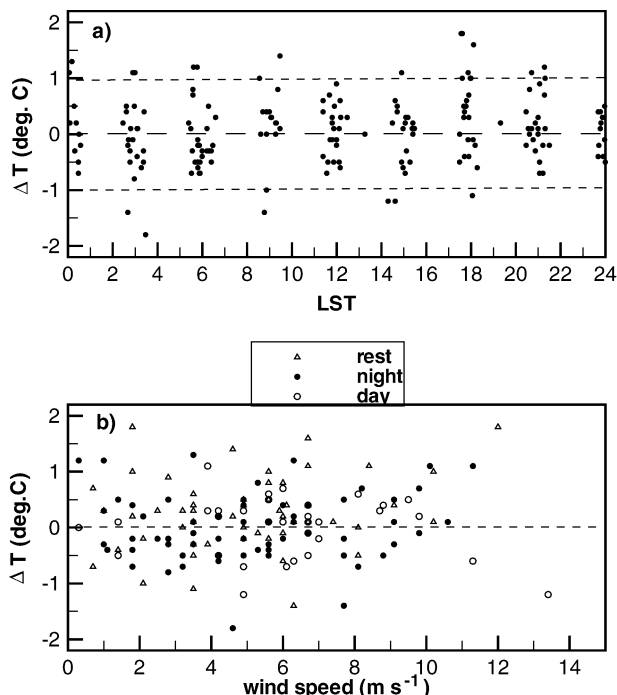 a)
Δ T (deg. C)
2
1
0
-1
-2
0 2 4 6 8 10 12 14 16 18 20 22 24
LST
rest
night
day
b)
Δ T (deg.C)
2
1
0
-1
-2
0 2 4 6 8 10 12 14
wind speed (m s⁻¹)